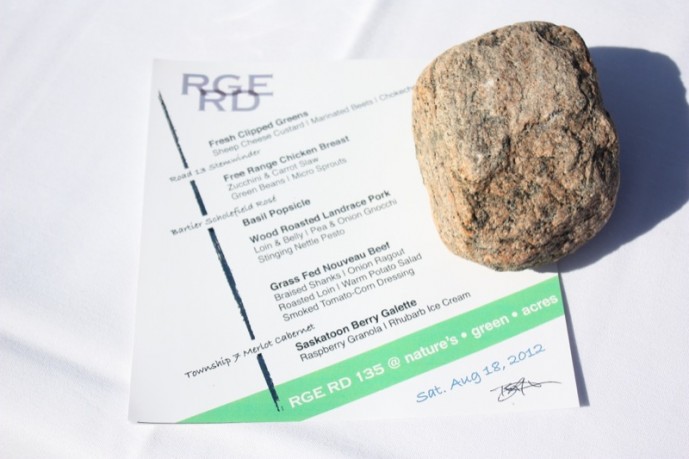 RGE
RD
Fresh Clipped Greens
Sheep Cheese Custard | Marinated Beets | Chokech
Road 13 Stemwinder
Free Range Chicken Breast
Zucchini & Carrot Slaw
Green Beans | Micro Sprouts
Bartier Scholefield Rosé
Basil Popsicle
Wood Roasted Landrace Pork
Loin & Belly | Pea & Onion Gnocchi
Stinging Nettle Pesto
Grass Fed Nouveau Beef
Braised Shanks | Onion Ragout
Roasted Loin | Warm Potato Salad
Smoked Tomato-Corn Dressing
Township 7 Merlot Cabernet
Saskatoon Berry Galette
Raspberry Granola | Rhubarb Ice Cream
RGE RD 135 @ nature's • green • acres
Sat. Aug 18, 2012